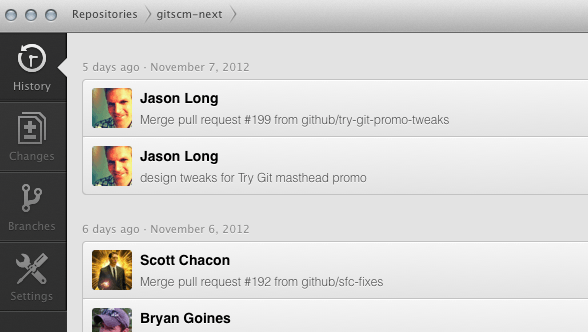 Repositories gitscm-next
History
Changes
Branches
Settings
5 days ago · November 7, 2012
Jason Long
Merge pull request #199 from github/try-git-promo-tweaks
Jason Long
design tweaks for Try Git masthead promo
6 days ago · November 6, 2012
Scott Chacon
Merge pull request #192 from github/sfc-fixes
Bryan Goines